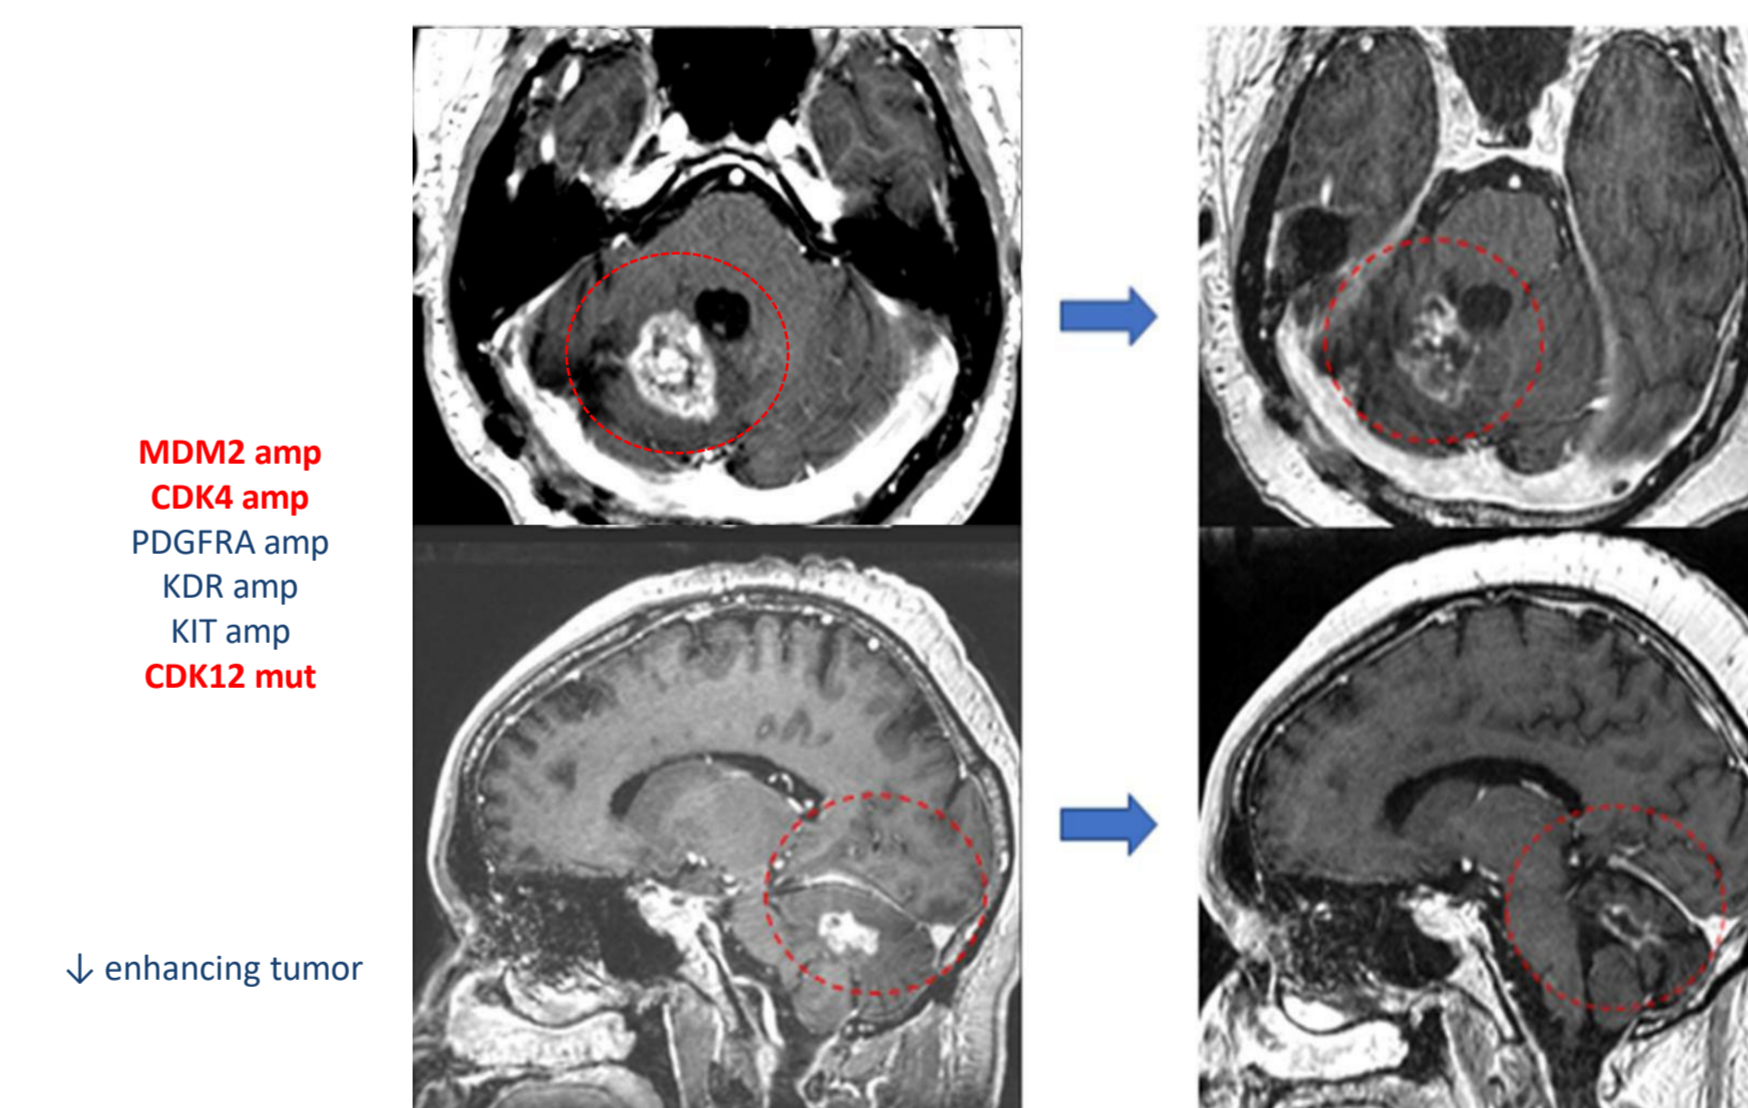 MDM2 amp
CDK4 amp
PDGFRA amp
KDR amp
KIT amp
CDK12 mut
↓ enhancing tumor